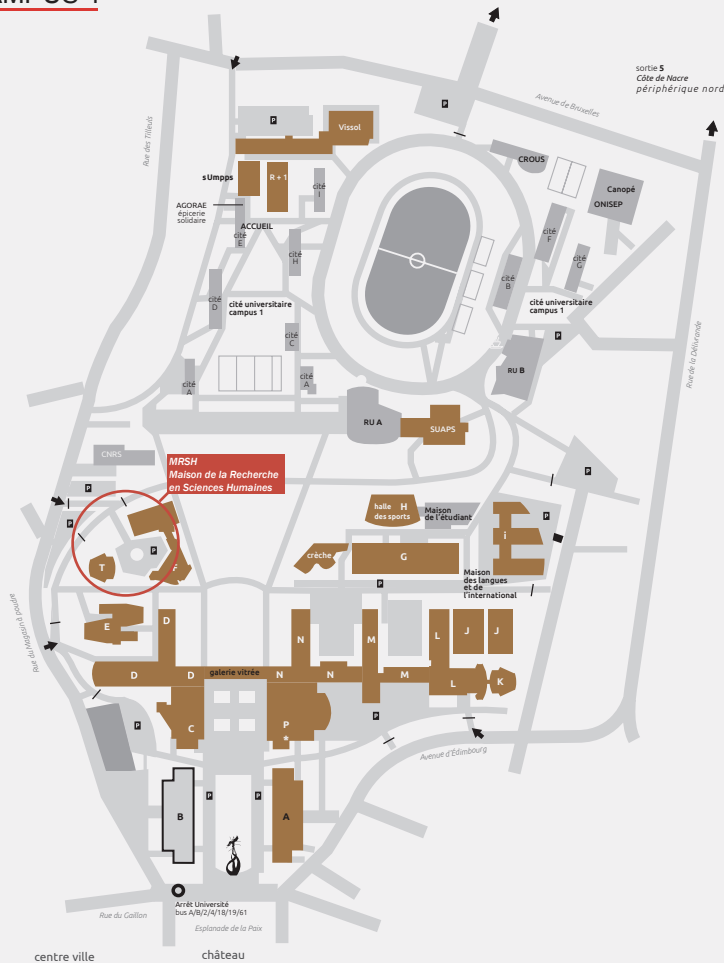 sortie 5
Côte de Nacre
périphérique nord
Avenue de Bruxelles
Rue des Tilleuls
P
P
Vissol
CROUS
sUmpps
R + 1
cité
I
Canopé
ONISEP
AGORAE
épicerie
solidaire
ACCUEIL
cité
E
cité
F
cité
H
cité
G
cité
B
cité
D
cité universitaire
campus 1
cité universitaire
campus 1
cité
C
P
Rue de la Délivrande
cité
A
cité
A
RU B
RU A
SUAPS
CNRS
MRSH
Maison de la Recherche
en Sciences Humaines
P
P
P
halle H
des sports
Maison
de l'étudiant
P
P
i
T
F
crèche
G
Maison
des langues
et de
l'international
P
Rue du Magasin à poudre
E
D
N
M
L
J
J
D
D
galerie vitrée
N
N
M
L
K
C
P
*
P
P
Avenue d'Edimbourg
P
P
B
A
Arrêt Université
bus A/B/2/4/18/19/61
Rue du Gaillon
Esplanade de la Paix
centre ville
château